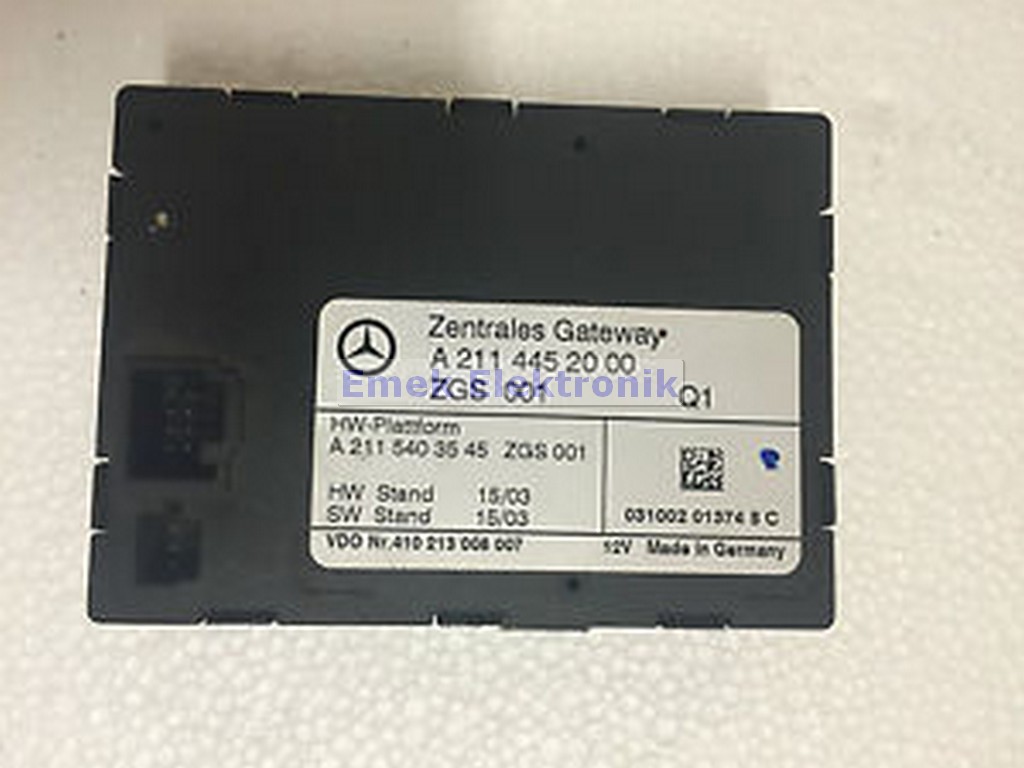 Zentrales Gateway
A 211 445 20 00
Emek Elektronik
ZGS 001 Q1
HW-Plattform
A 211 540 35 45 ZGS 001
HW Stand 15/03
SW Stand 15/03
031002 01374 5 C
VDO Nr. 410 213 008 007 12V Made in Germany